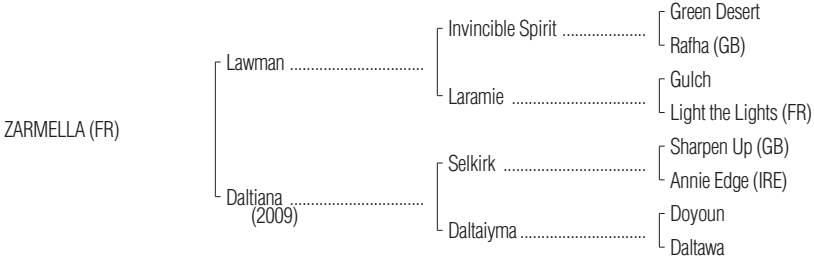 Green Desert
Invincible Spirit ....................
Rafha (GB)
Lawman ................................
Gulch
Laramie ................................
Light the Lights (FR)
ZARMELLA (FR)
Sharpen Up (GB)
Selkirk ..................................
Annie Edge (IRE)
Daltiana ................................
(2009)
Doyoun
Daltaiyma ..............................
Daltawa